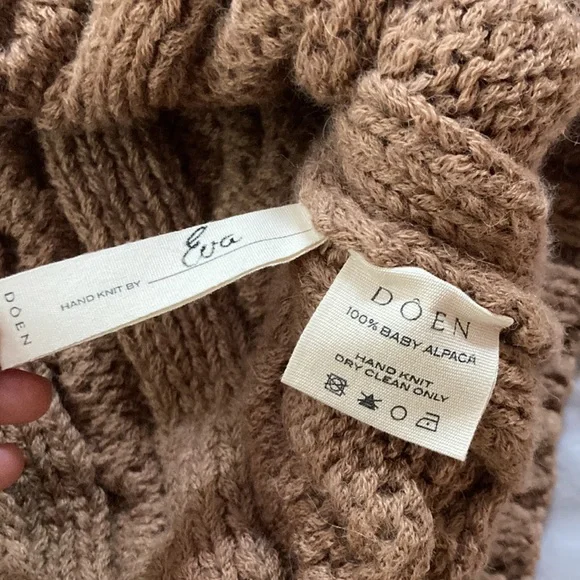 DÔEN
HAND KNIT BY Eva
DÔEN
100% BABY ALPACA
HAND KNIT
DRY CLEAN ONLY